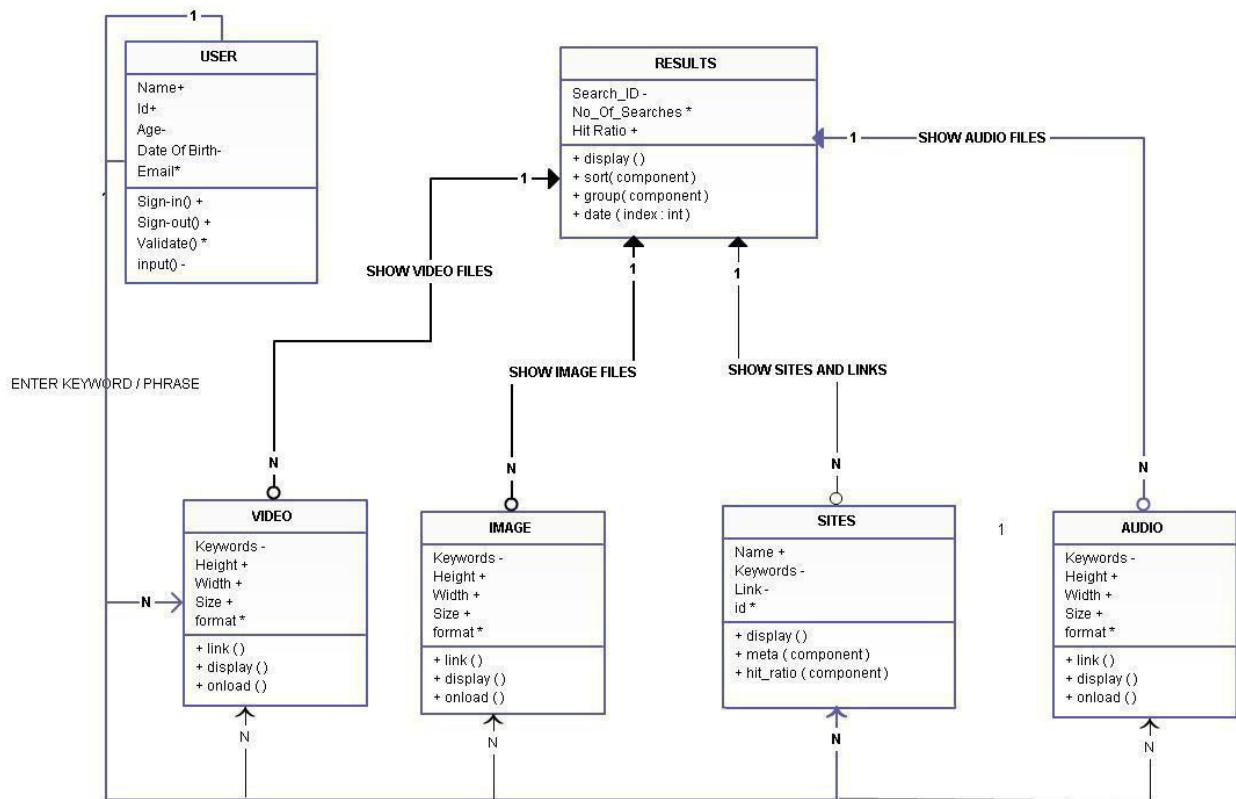 1
USER
Name+
Id+
Age-
Date Of Birth-
Email*
Sign-in() +
Sign-out() +
Validate() *
input() -
RESULTS
Search_ID -
No_Of_Searches *
Hit Ratio +
+ display ()
+ sort( component )
+ group( component )
+ date ( index : int )
1
SHOW AUDIO FILES
1
SHOW VIDEO FILES
1
1
SHOW IMAGE FILES
SHOW SITES AND LINKS
ENTER KEYWORD / PHRASE
N
N
N
N
VIDEO
Keywords -
Height +
Width +
Size +
format *
+ link ()
+ display ()
+ onload ()
N
IMAGE
Keywords -
Height +
Width +
Size +
format *
+ link ()
+ display ()
+ onload ()
SITES
Name +
Keywords -
Link -
id *
+ display ()
+ meta ( component )
+ hit_ratio ( component )
1
AUDIO
Keywords -
Height +
Width +
Size +
format *
+ link ()
+ display ()
+ onload ()
N
N
N
N